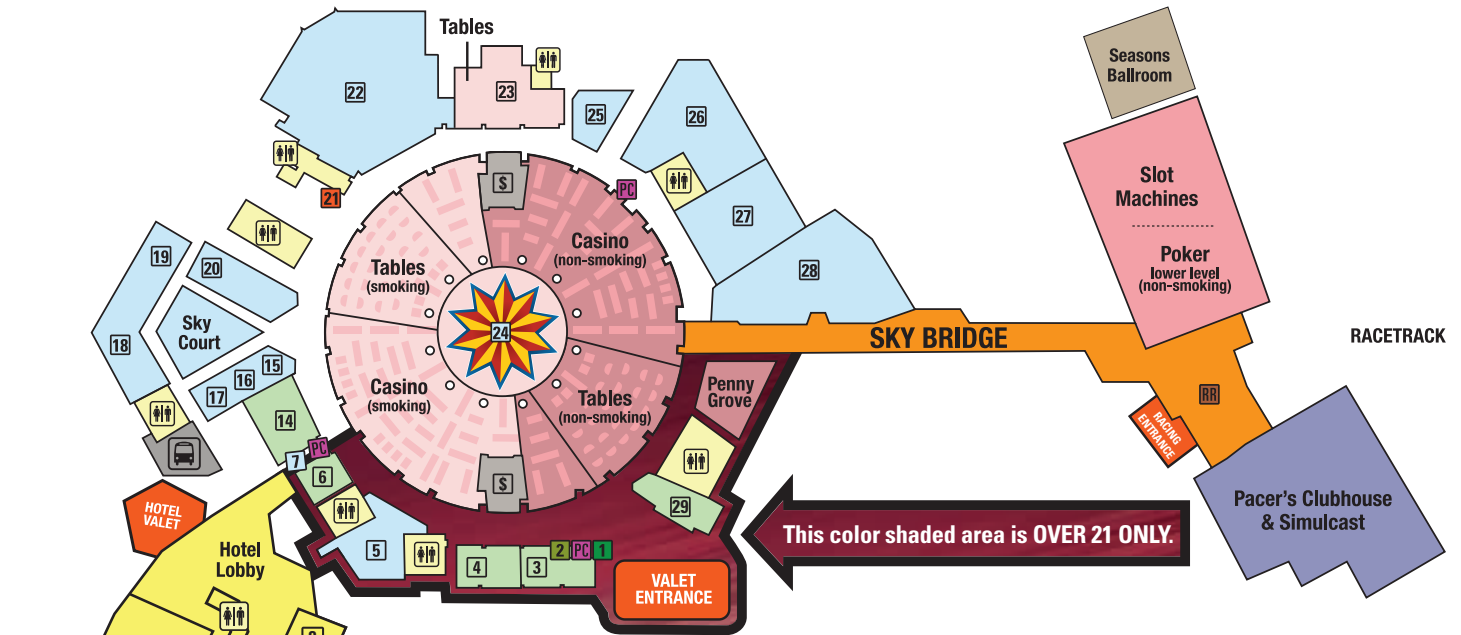 Tables
22
23
25
26
Seasons
Ballroom
$
21
PC
27
Slot
Machines
Poker
lower level
(non-smoking)
Casino
(non-smoking)
Tables
(smoking)
19
20
28
Sky
Court
18
24
SKY BRIDGE
RACETRACK
15
16
17
Casino
(smoking)
Tables
(non-smoking)
Penny
Grove
RR
RACING
ENTRANCE
14
PC
7
6
$
29
HOTEL
VALET
Pacer's Clubhouse
& Simulcast
This color shaded area is OVER 21 ONLY.
5
4
3
2
PC
1
Hotel
Lobby
VALET
ENTRANCE